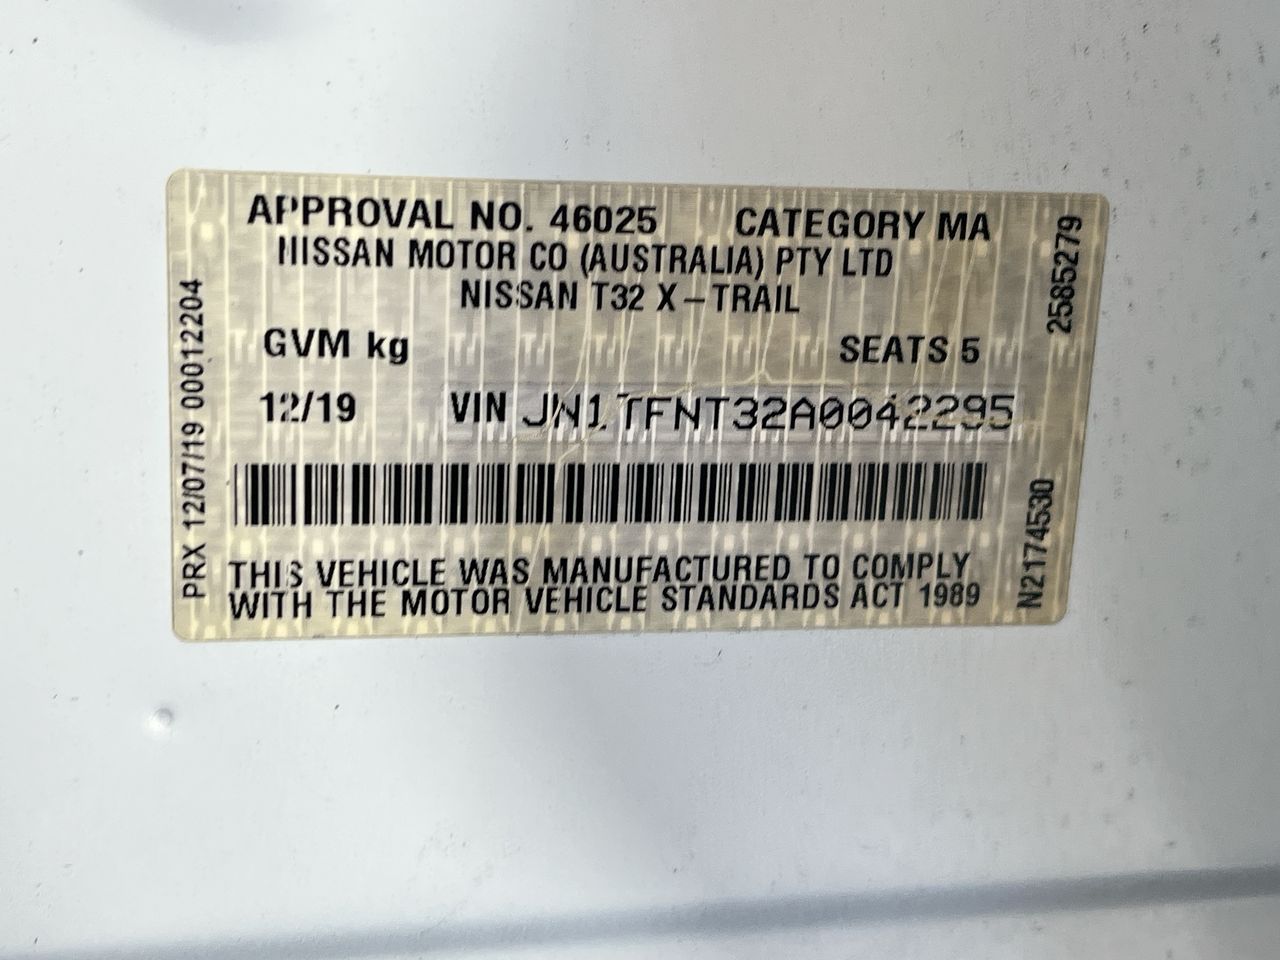 APPROVAL NO. 46025 CATEGORY MA
NISSAN MOTOR CO (AUSTRALIA) PTY LTD
NISSAN T32 X-TRAIL
GVM kg SEATS 5
12/19 VIN JN1TFNT32A0042295
THIS VEHICLE WAS MANUFACTURED TO COMPLY
WITH THE MOTOR VEHICLE STANDARDS ACT 1989
PRX 12/07/19 00012204
2585279
N2174530